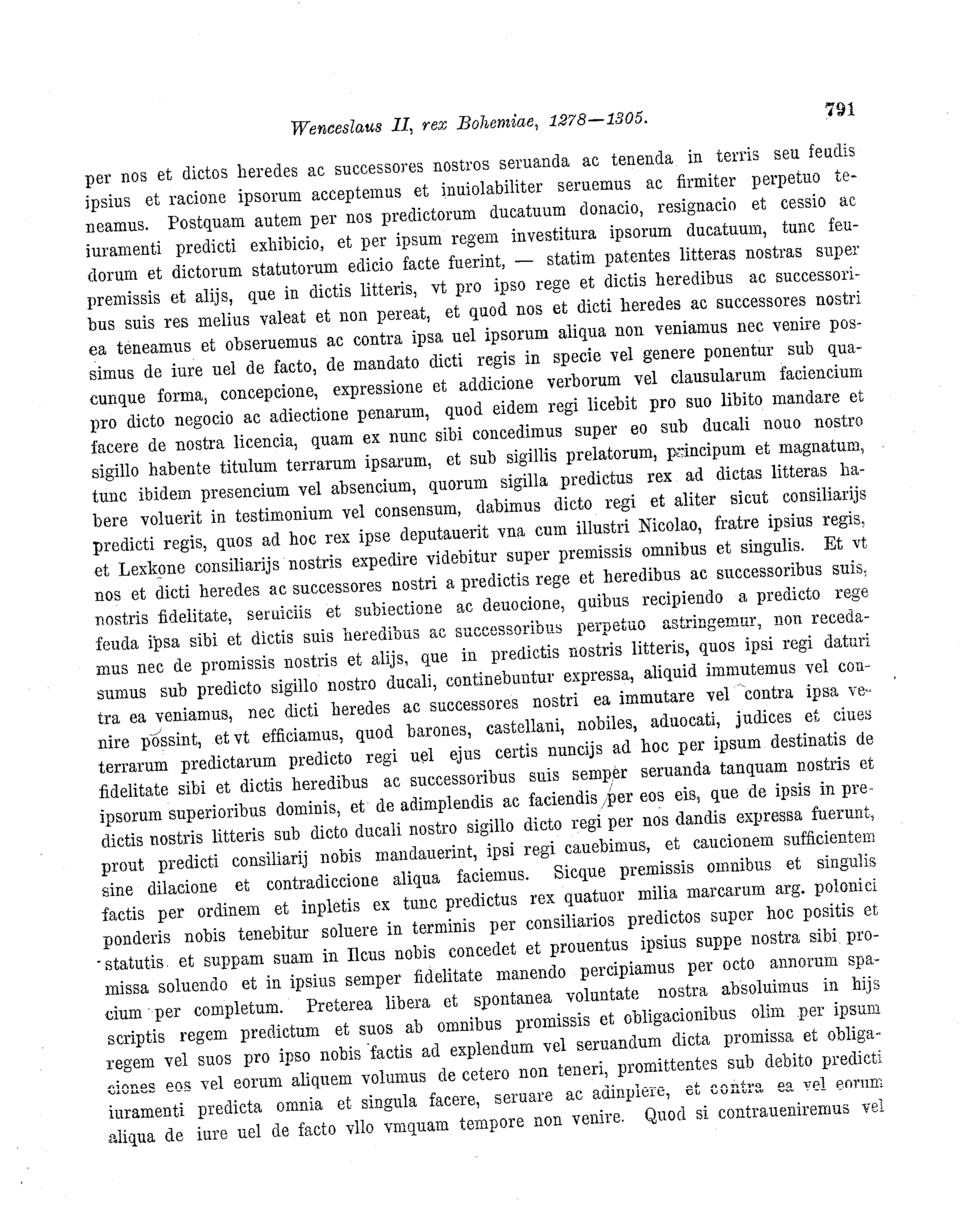 Wenceslaus II, rex Bohemiae, 1278—1305.
791
per nos et dictos heredes ac successores nostros seruanda ac tenenda in terris seu feudis
ipsius et racione ipsorum acceptemus et inuiolabiliter seruemus ac firmiter perpetuo te-
neamus. Postquam autem per nos predictorum ducatuum donacio, resignacio et cessio ac
iuramenti predicti exhibicio, et per ipsum regem investitura ipsorum ducatuum, tunc feu-
dorum et dictorum statutorum edicio facte fuerint, — statim patentes litteras nostras super
premissis et alijs, que in dictis litteris, vt pro ipso rege et dictis heredibus ac successori-
bus suis res melius valeat et non pereat, et quod nos et dicti heredes ac successores nostri
ea teneamus et obseruemus ac contra ipsa uel ipsorum aliqua non veniamus nec venire pos-
simus de iure uel de facto, de mandato dicti regis in specie vel genere ponentur sub qua-
cunque forma, concepcione, expressione et addicione verborum vel clausularum faciencium
pro dicto negocio ac adiectione penarum, quod eidem regi licebit pro suo libito mandare et
facere de nostra licencia, quam ex nunc sibi concedimus super eo sub ducali nouo nostro
sigillo habente titulum terrarum ipsarum, et sub sigillis prelatorum, principum et magnatum,
tunc ibidem presencium vel absencium, quorum sigilla predictus rex ad dictas litteras ha-
bere voluerit in testimonium vel consensum, dabimus dicto regi et aliter sicut consiliarijs
predicti regis, quos ad hoc rex ipse deputauerit vna cum illustri Nicolao, fratre ipsius regis,
et Lexkone consiliarijs nostris expedire videbitur super premissis omnibus et singulis. Et vt
nos et dicti heredes ac successores nostri a predictis rege et heredibus ac successoribus suis,
nostris fidelitate, seruiciis et subiectione ac deuocione, quibus recipiendo a predicto rege
feuda ipsa sibi et dictis suis heredibus ac successoribus perpetuo astringemur, non receda-
mus nec de promissis nostris et alijs, que in predictis nostris litteris, quos ipsi regi daturi
sumus sub predicto sigillo nostro ducali, continebuntur expressa, aliquid immutemus vel con-
tra ea veniamus, nec dicti heredes ac successores nostri ea immutare vel contra ipsa ve-
nire possint, et vt efficiamus, quod barones, castellani, nobiles, aduocati, judices et ciues
terrarum predictarum predicto regi uel ejus certis nuncijs ad hoc per ipsum destinatis de
fidelitate sibi et dictis heredibus ac successoribus suis semper seruanda tanquam nostris et
ipsorum superioribus dominis, et de adimplendis ac faciendis per eos eis, que de ipsis in pre-
dictis nostris litteris sub dicto ducali nostro sigillo dicto regi per nos dandis expressa fuerunt,
prout predicti consiliarij nobis mandauerint, ipsi regi cauebimus, et caucionem sufficientem
sine dilacione et contradiccione aliqua faciemus. Sicque premissis omnibus et singulis
factis per ordinem et inpletis ex tunc predictus rex quatuor milia marcarum arg. polonici
ponderis nobis tenebitur soluere in terminis per consiliarios predictos super hoc positis et
statutis et suppam suam in Ilcus nobis concedet et prouentus ipsius suppe nostra sibi pro-
missa soluendo et in ipsius semper fidelitate manendo percipiamus per octo annorum spa-
cium per completum. Preterea libera et spontanea voluntate nostra absoluimus in hijs
scriptis regem predictum et suos ab omnibus promissis et obligacionibus olim per ipsum
regem vel suos pro ipso nobis factis ad explendum vel seruandum dicta promissa et obliga-
ciones eos vel eorum aliquem volumus de cetero non teneri, promittentes sub debito predicti
iuramenti predicta omnia et singula facere, seruare ac adinplere, et contra ea vel eorum
aliqua de iure uel de facto vllo vmquam tempore non venire. Quod si contraueniremus vel